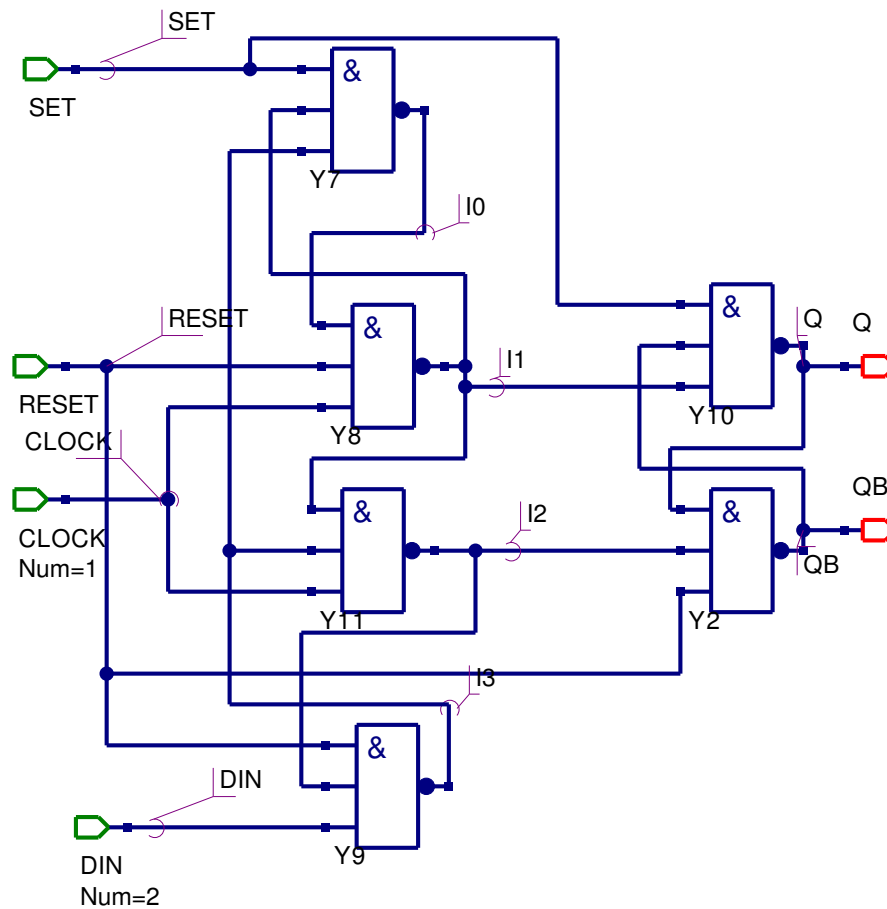 SET
&
SET
Y7
I0
&
Q
Q
RESET
&
I1
RESET
Y10
CLOCK
Y8
QB
&
&
I2
CLOCK
QB
Num=1
Y11
Y2
I3
&
DIN
Y9
DIN
Num=2